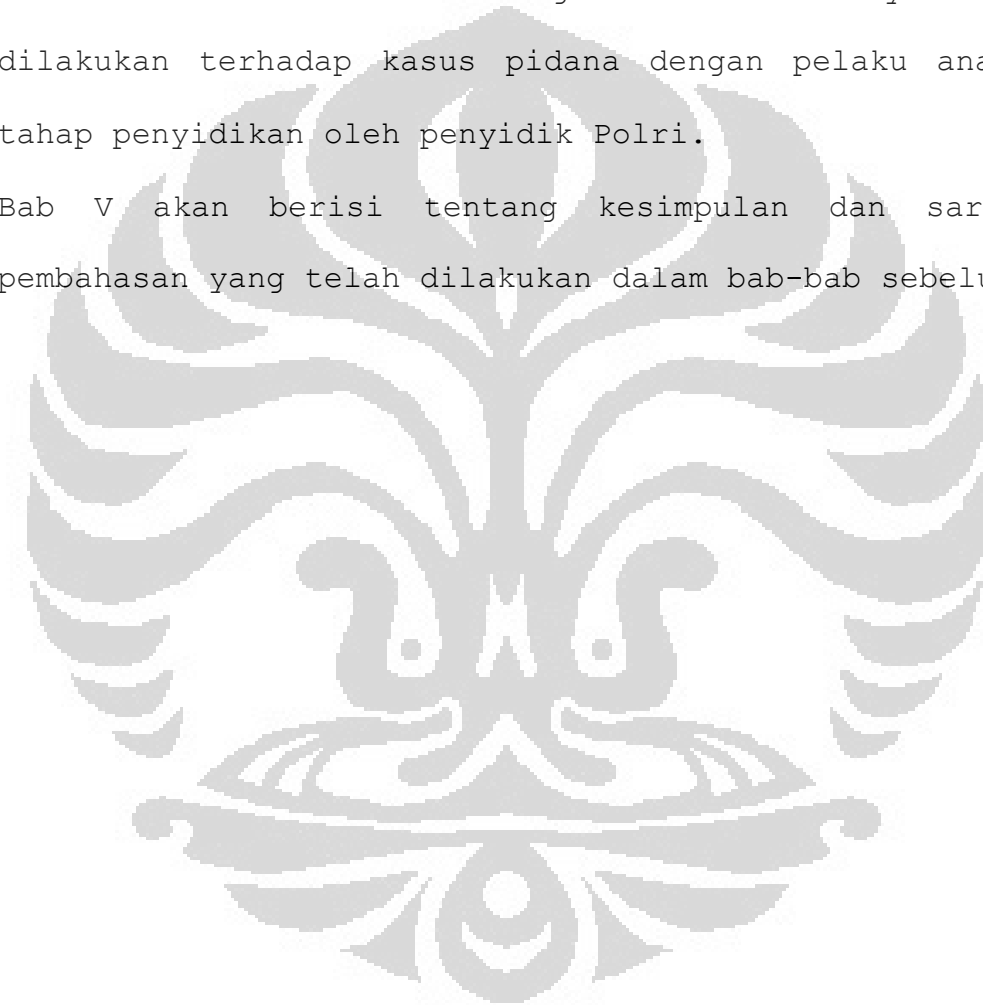 dilakukan terhadap kasus pidana dengan pelaku ana
tahap penyidikan oleh penyidik Polri.
Bab V akan berisi tentang kesimpulan dan sar
pembahasan yang telah dilakukan dalam bab-bab sebelu